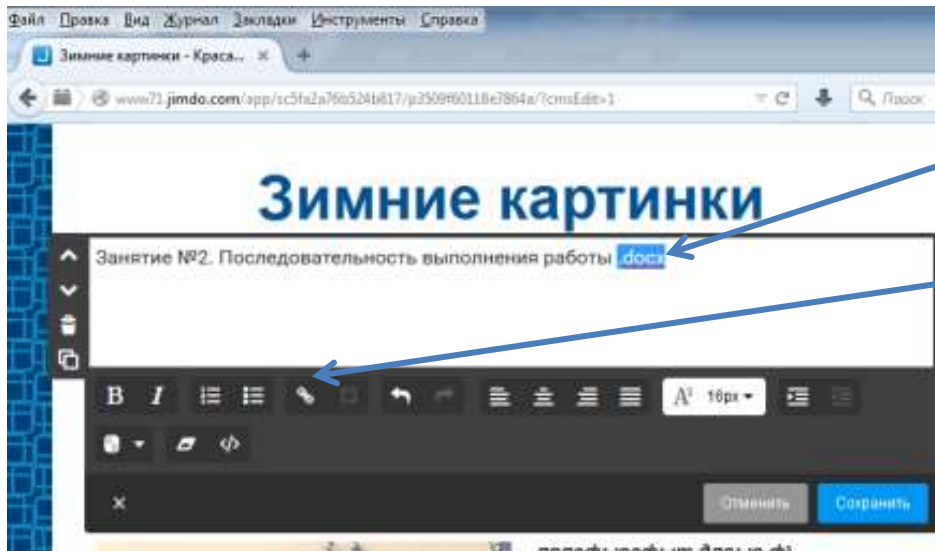 Файл Правка Вид Журнал Закладки Инструменты Справка
Зимние картинки - Краса... × +
www71.jimdo.com/app/ Поиск
Зимние картинки
Занятие №2. Последовательность выполнения работы .docx
B I A 16px
× Отменить Сохранить